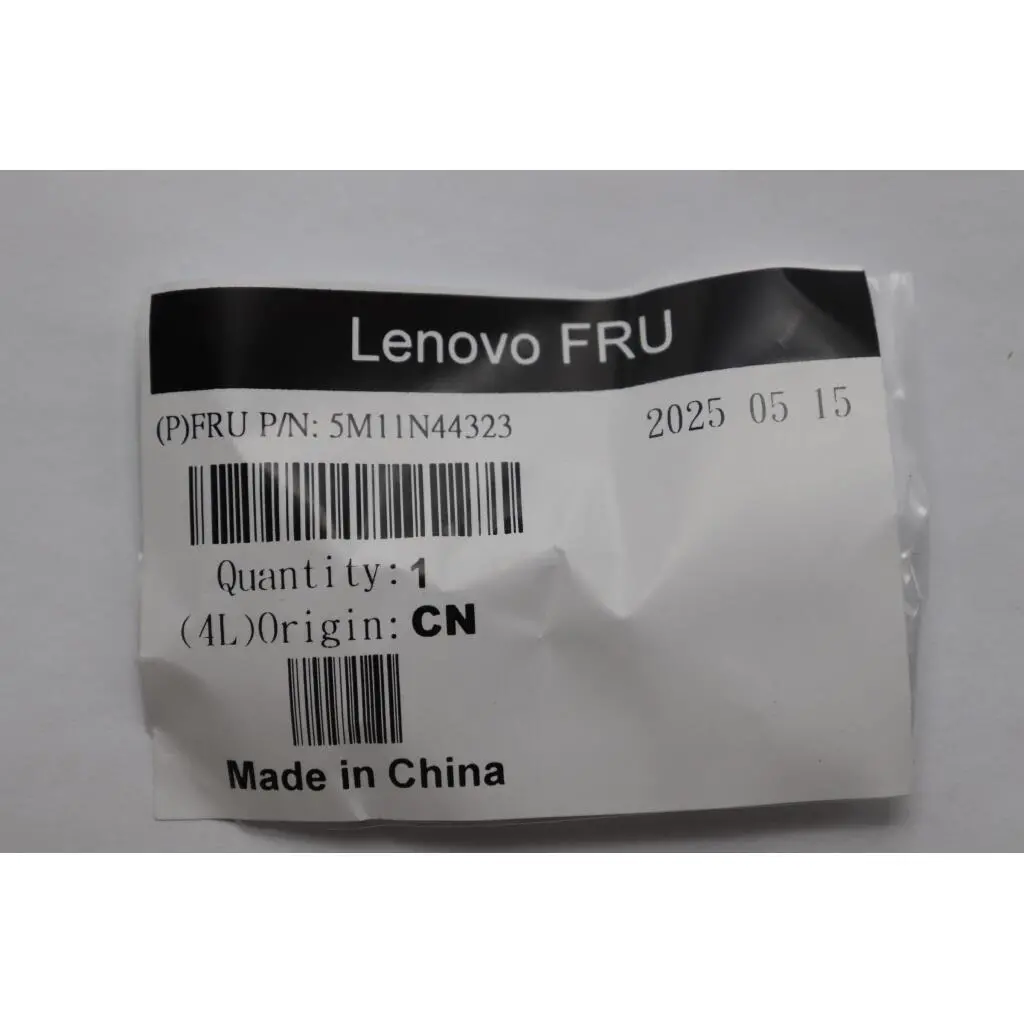 Lenovo FRU
(P)FRU P/N: 5M11N44323
2025 05 15
Quantity:1
(4L)Origin:CN
Made in China